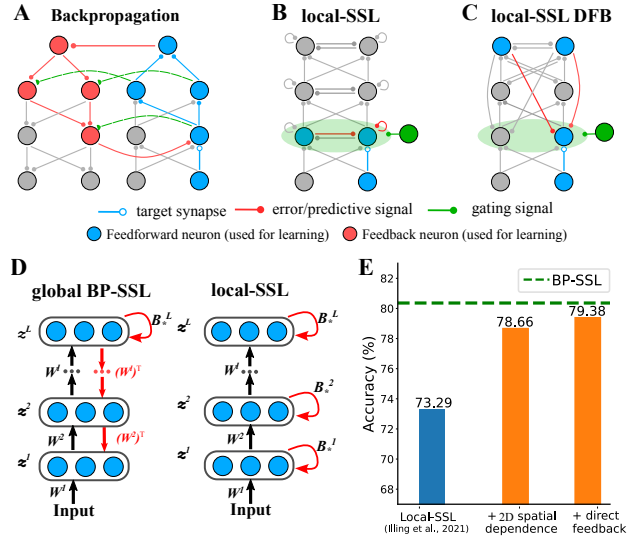 A
Backpropagation
B
local-SSL
C
local-SSL DFB
target synapse
error/predictive signal
gating signal
Feedforward neuron (used for learning)
Feedback neuron (used for learning)
D
global BP-SSL
local-SSL
z^L
B_*^L
z^L
B_*^L
W^l
(W^l)^T
W^l
z^2
z^2
B_*^2
W^2
(W^2)^T
W^2
z^1
z^1
B_*^1
W^1
W^1
Input
Input
E
BP-SSL
82
80
78
76
74
72
70
68
Accuracy (%)
73.29
78.66
79.38
Local-SSL
(Illing et al., 2021)
+ 2D spatial
dependence
+ direct
feedback